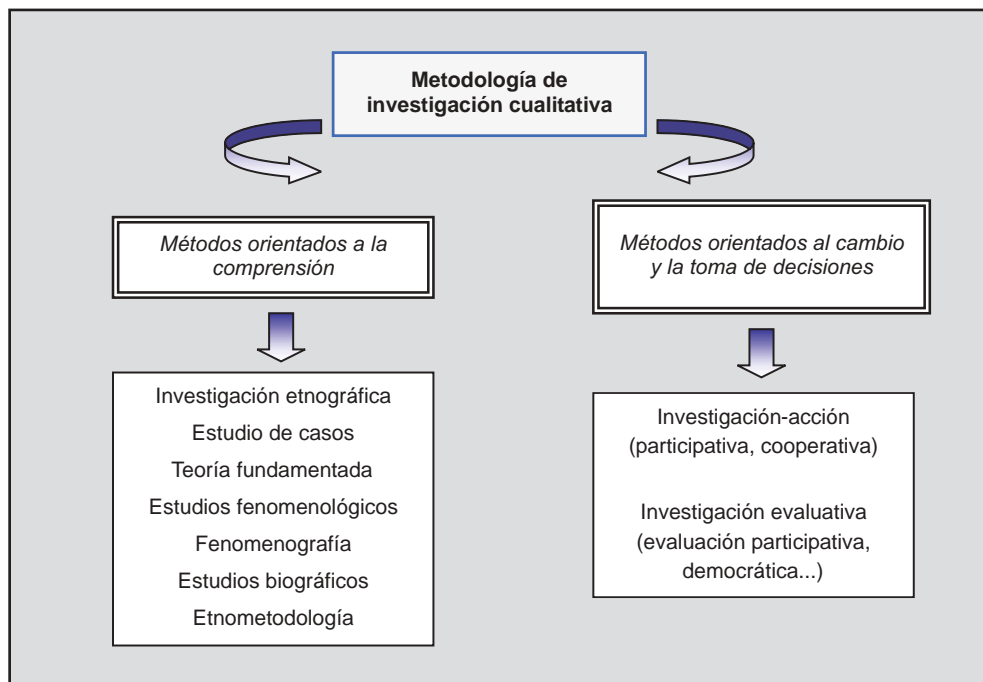 Metodología de
investigación cualitativa
Métodos orientados a la
comprensión
Investigación etnográfica
Estudio de casos
Teoría fundamentada
Estudios fenomenológicos
Fenomenografía
Estudios biográficos
Etnometodología
Métodos orientados al cambio
y la toma de decisiones
Investigación-acción
(participativa, cooperativa)
Investigación evaluativa
(evaluación participativa,
democrática...)